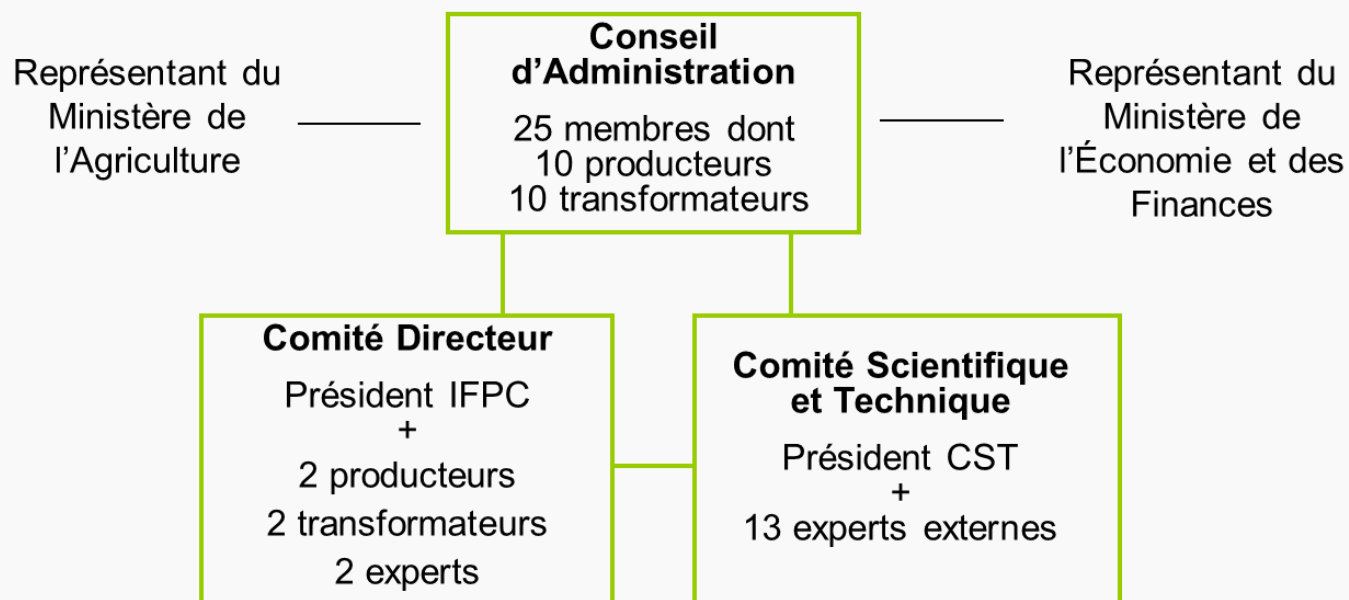 Conseil
d’Administration
25 membres dont
10 producteurs
10 transformateurs
Représentant du
Ministère de
l’Agriculture
Représentant du
Ministère de
l’Économie et des
Finances
Comité Directeur
Président IFPC
+
2 producteurs
2 transformateurs
2 experts
Comité Scientifique
et Technique
Président CST
+
13 experts externes